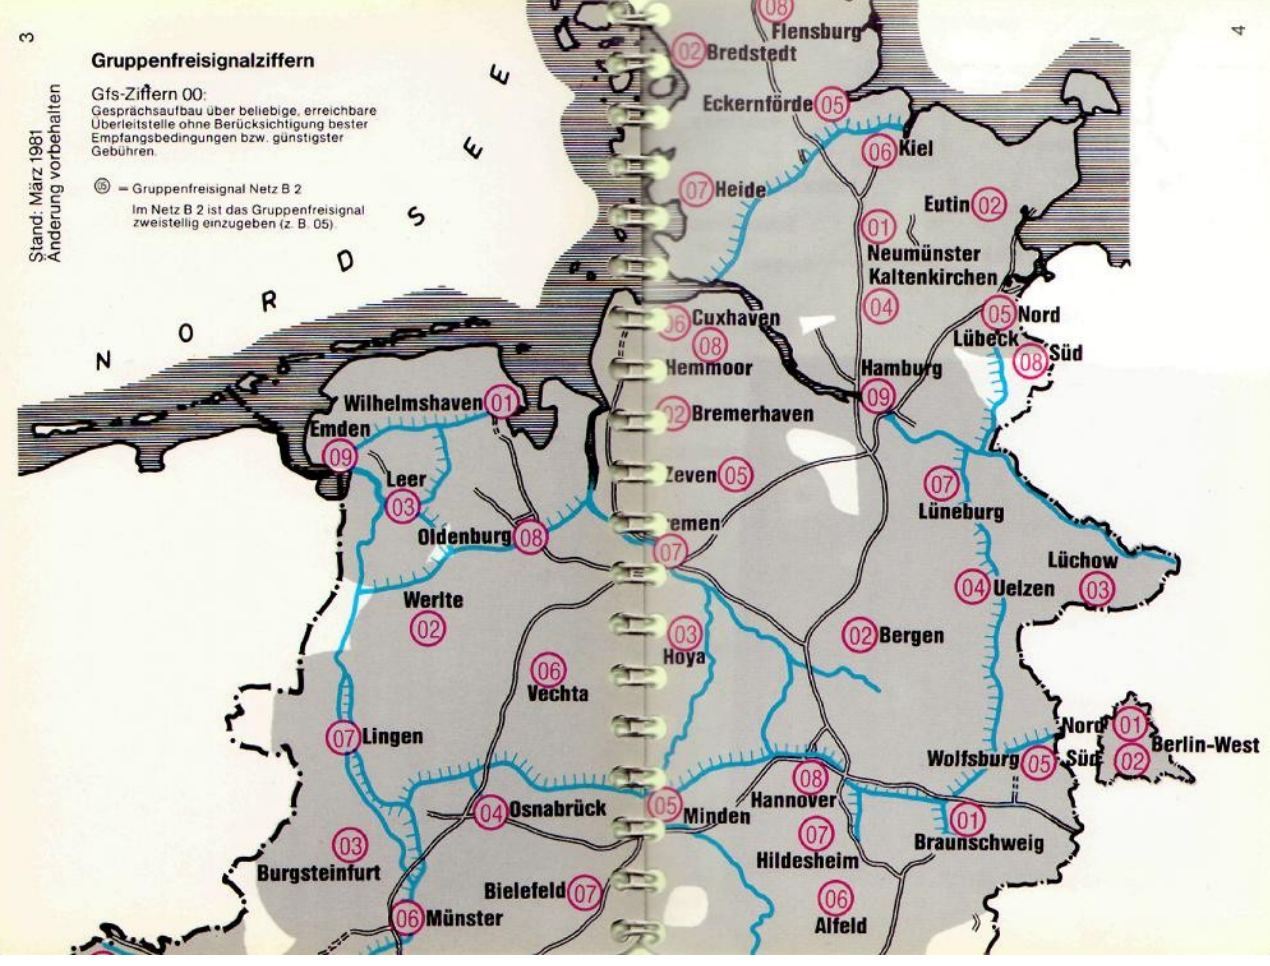 3
Stand: März 1981
Änderung vorbehalten
Gruppenfreisignalziffern
Gfs-Ziffern 00:
Gesprächsaufbau über beliebige, erreichbare
Überleitstelle ohne Berücksichtigung bester
Empfangsbedingungen bzw. günstigster
Gebühren.
05 = Gruppenfreisignal Netz B 2
Im Netz B 2 ist das Gruppenfreisignal
zweistellig einzugeben (z. B. 05).
NORDSEE
4
08
Flensburg
02 Bredstedt
Eckernförde 05
06 Kiel
07 Heide
Eutin 02
01
Neumünster
Kaltenkirchen
04
06 Cuxhaven
08
Hemmoor
05 Nord
Lübeck
08 Süd
Hamburg
09
Wilhelmshaven 01
02 Bremerhaven
Emden
09
Leer
03
Zeven 05
07
Lüneburg
Oldenburg 08
07
Lüchow
03
04 Uelzen
Werlte
02
03
Hoya
02 Bergen
06
Vechta
07 Lingen
Nord 01
Berlin-West
Süd 02
Wolfsburg 05
08
Hannover
04 Osnabrück
05 Minden
01
Braunschweig
07
Hildesheim
03
Burgsteinfurt
Bielefeld 07
06
Alfeld
06 Münster